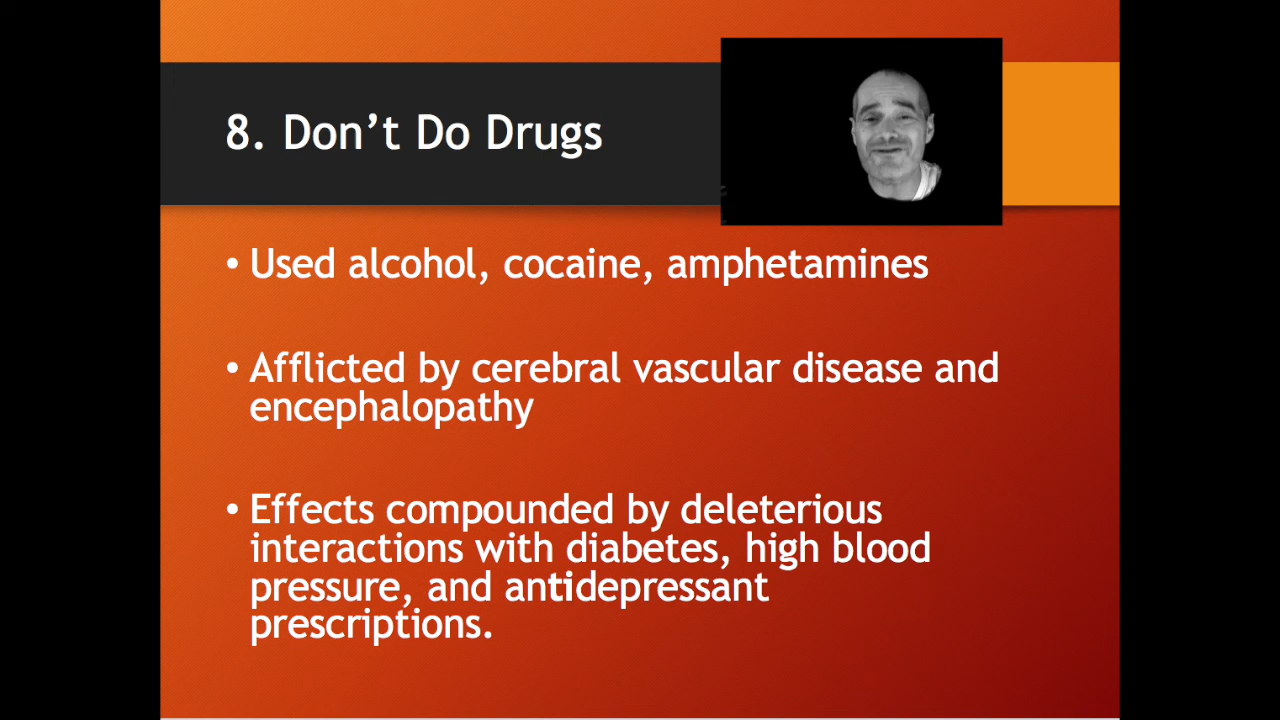 8. Don’t Do Drugs
• Used alcohol, cocaine, amphetamines
• Afflicted by cerebral vascular disease and
encephalopathy
• Effects compounded by deleterious
interactions with diabetes, high blood
pressure, and antidepressant
prescriptions.